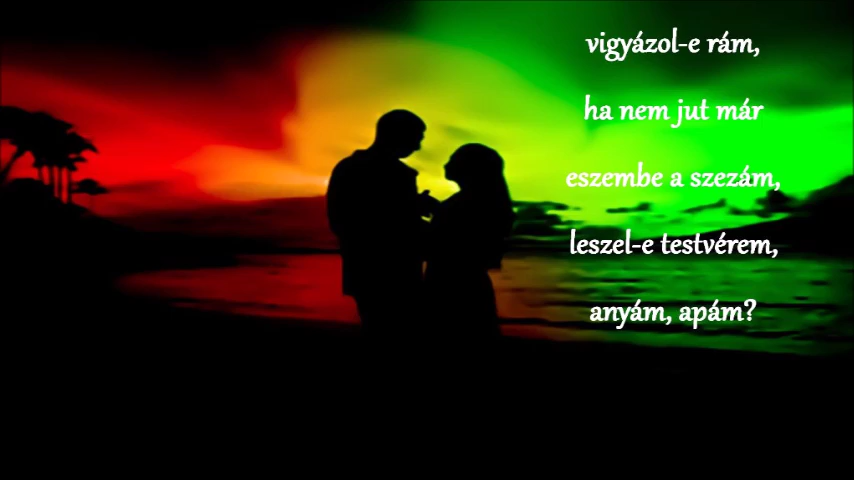 vigyázol-e rám,
ha nem jut már
eszembe a szezám,
leszel-e testvérem,
anyám, apám?